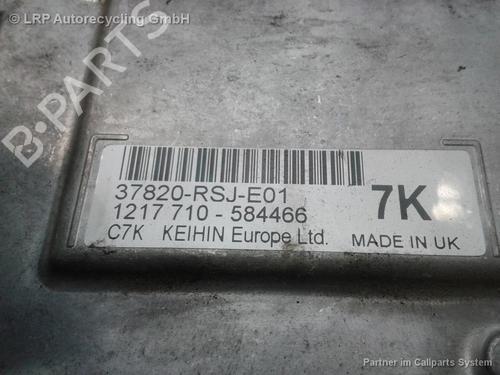 LRP Autorecycling GmbH
B-PARTS
37820-RSJ-E01
1217 710 - 584466
7K
C7K KEIHIN Europe Ltd. MADE IN UK
Partner im Callparts System